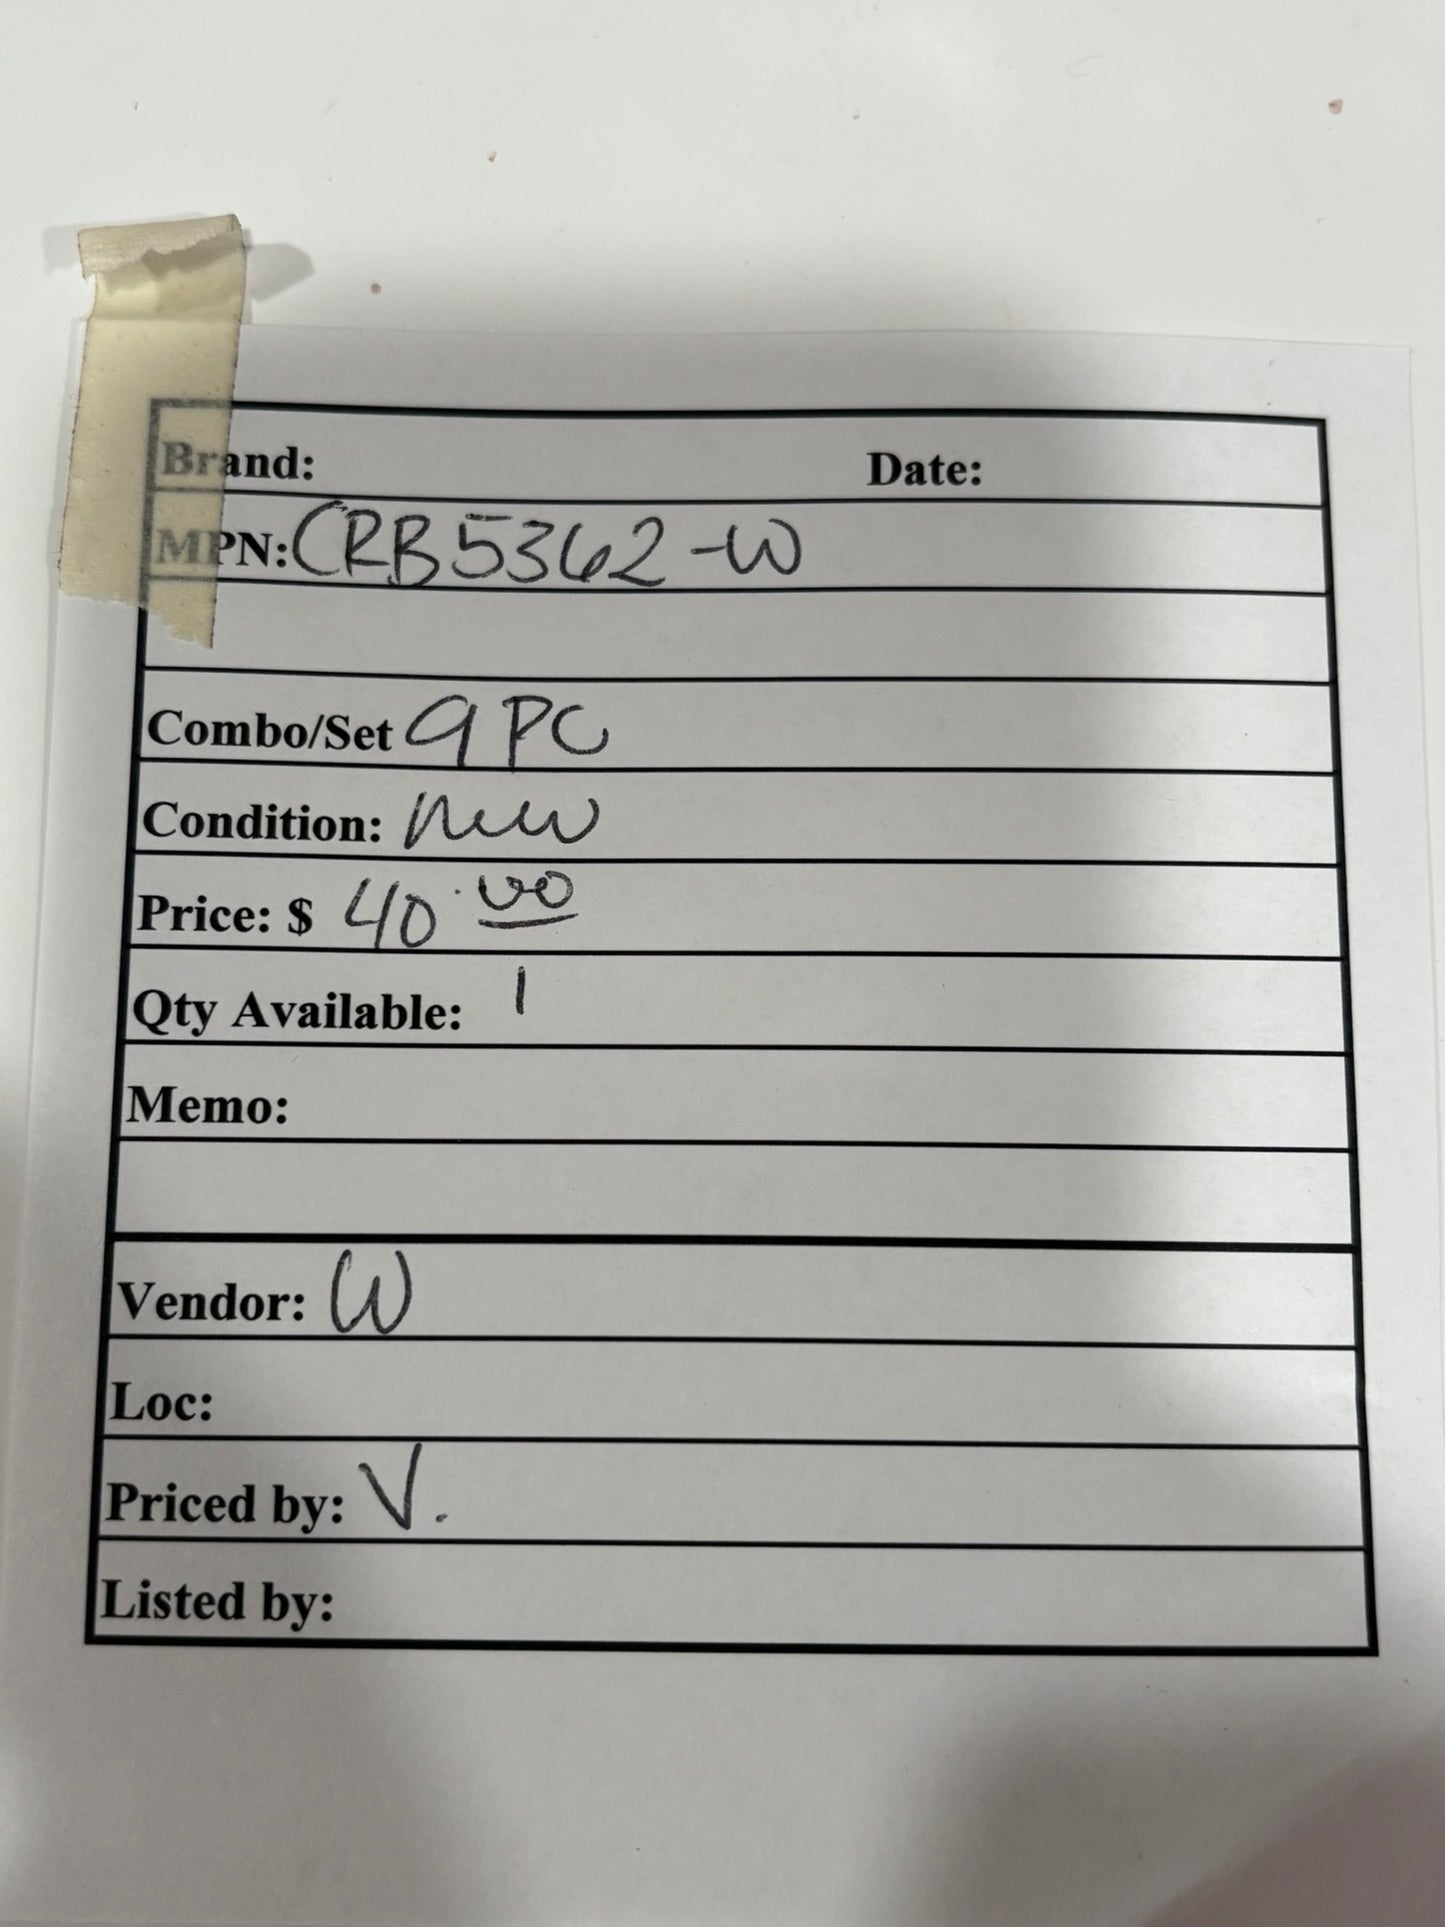 Brand: Date:
MPN: CRB5362-W
Combo/Set 9 PC
Condition: new
Price: $ 40.00
Qty Available: 1
Memo:
Vendor: W
Loc:
Priced by: V.
Listed by: